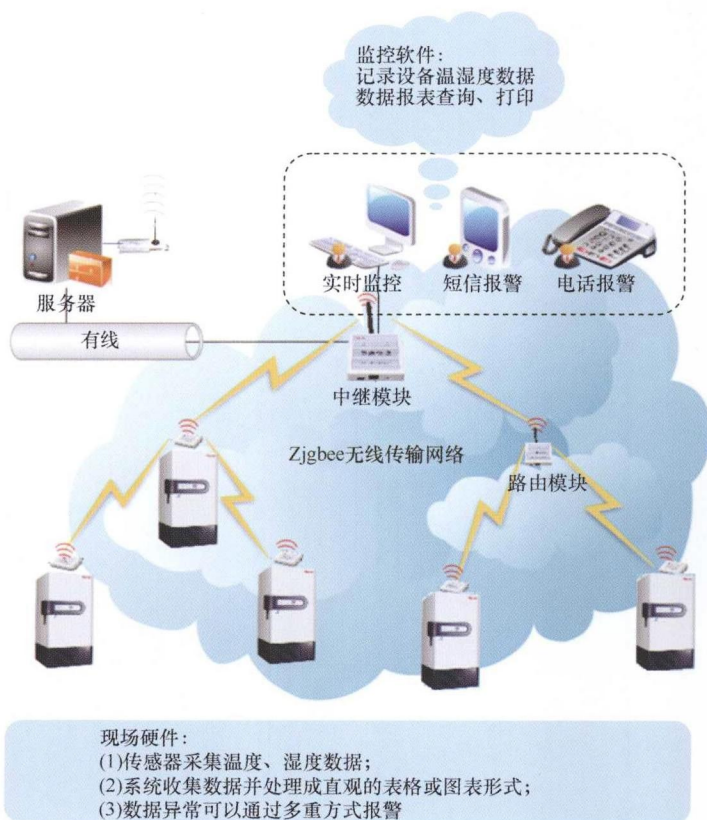 监控软件：
记录设备温湿度数据
数据报表查询、打印
实时监控
短信报警
电话报警
服务器
有线
中继模块
Zjgbee无线传输网络
路由模块
现场硬件：
(1)传感器采集温度、湿度数据；
(2)系统收集数据并处理成直观的表格或图表形式；
(3)数据异常可以通过多重方式报警